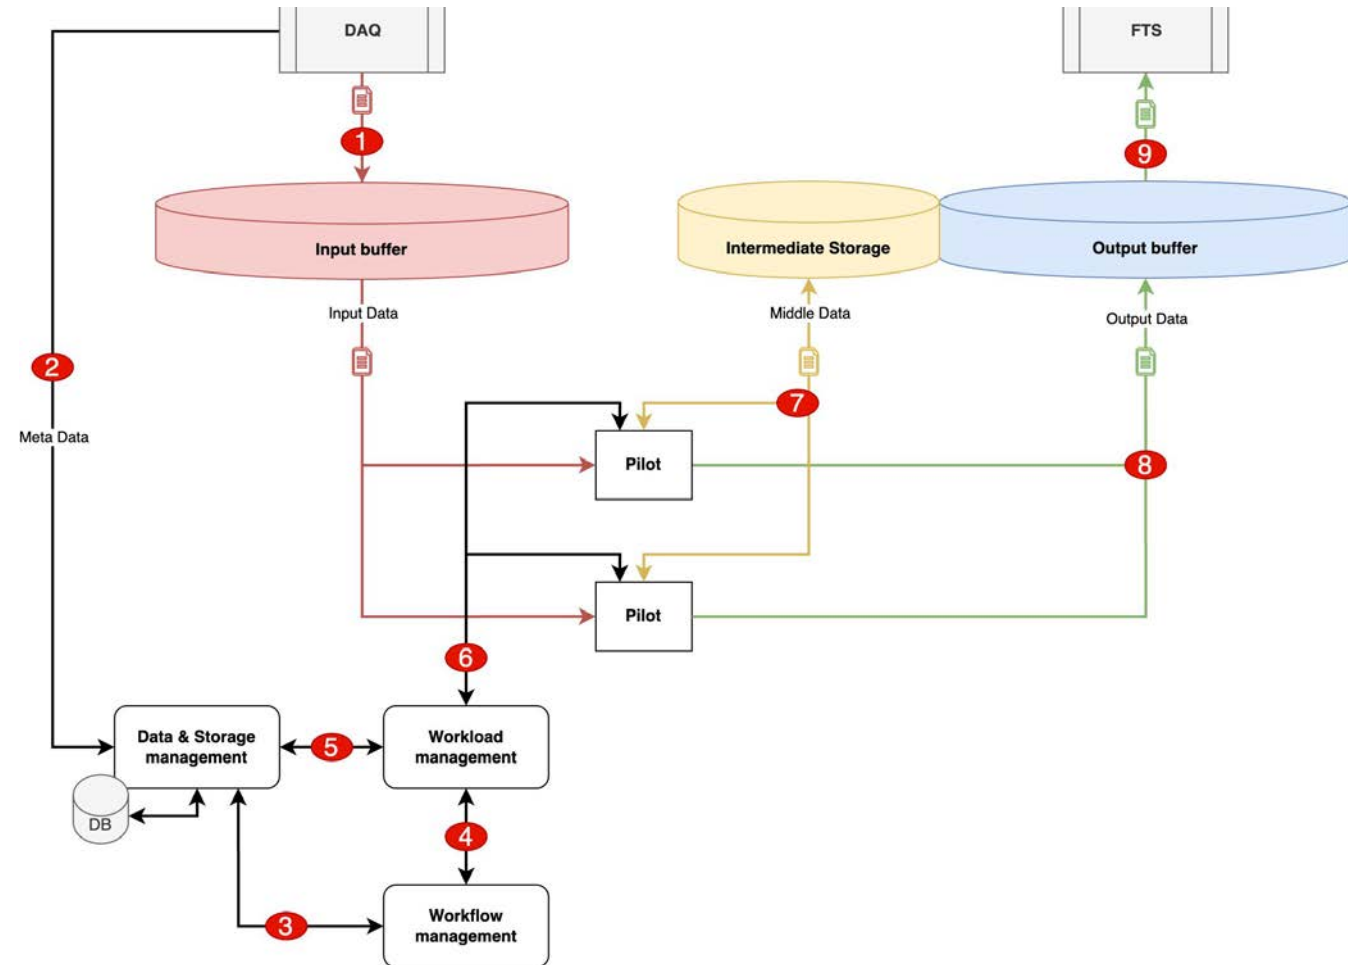 DAQ
FTS
1
9
Input buffer
Intermediate Storage
Output buffer
Input Data
Middle Data
Output Data
2
7
Meta Data
Pilot
8
Pilot
6
Data & Storage
management
5
Workload
management
DB
4
3
Workflow
management